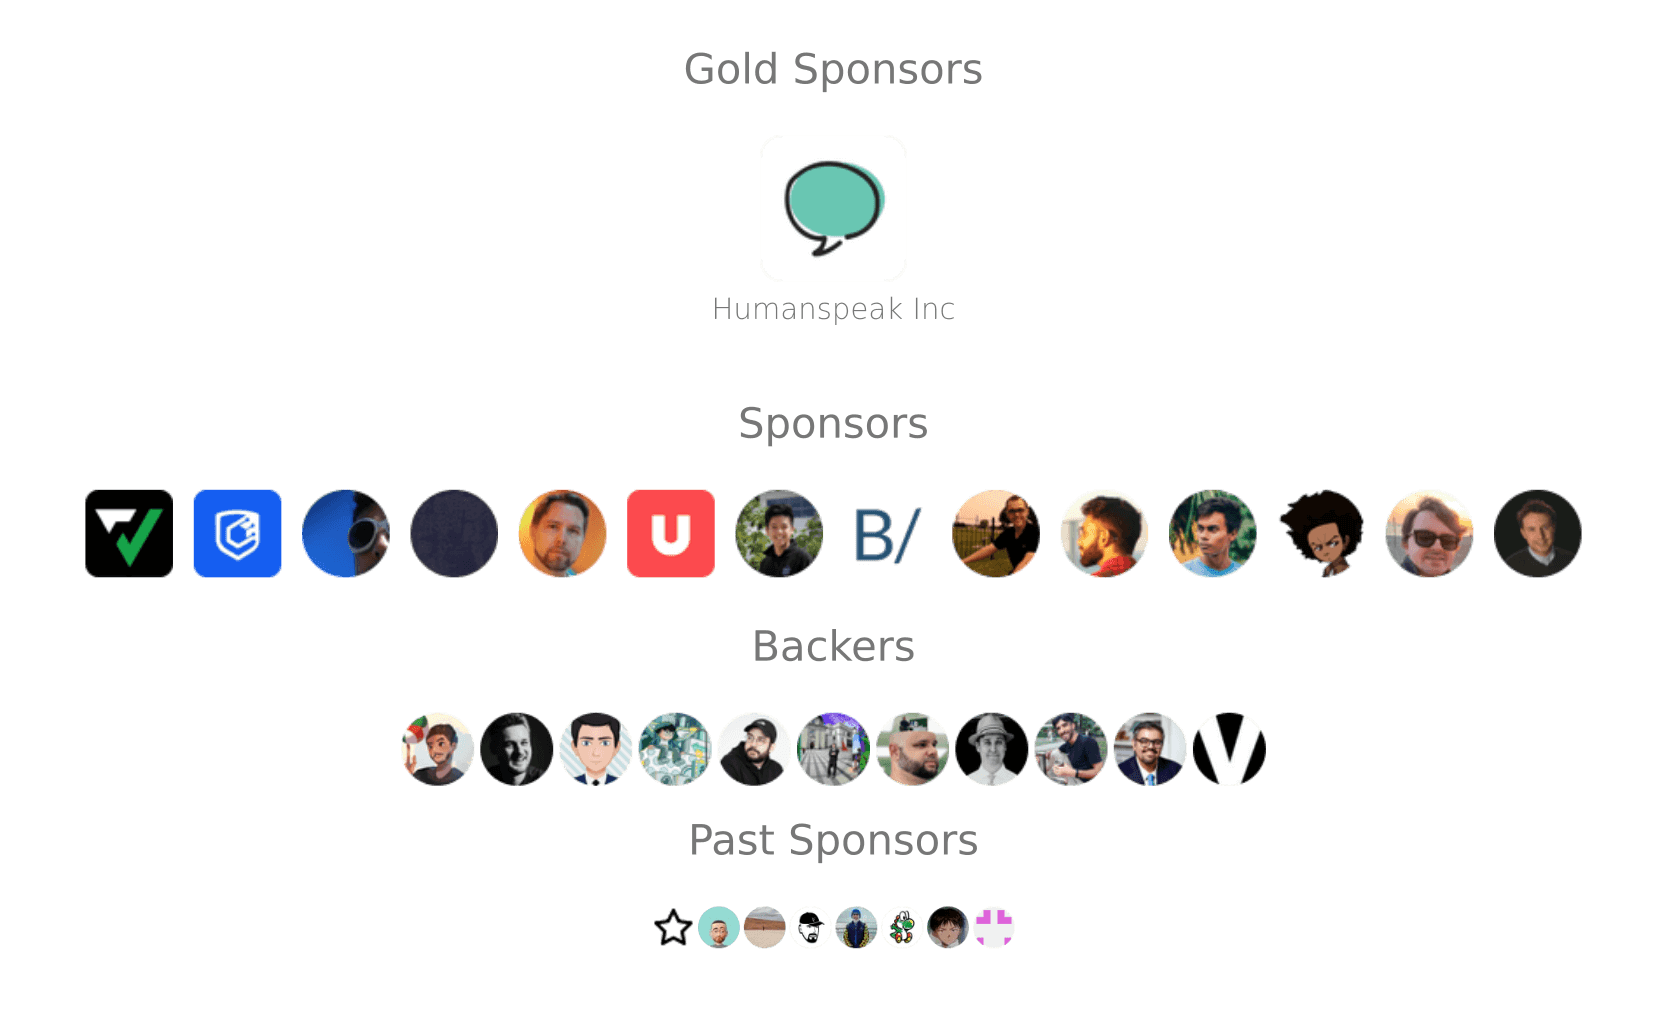 Gold Sponsors
Humanspeak Inc
Sponsors
U
B/
Backers
V
Past Sponsors